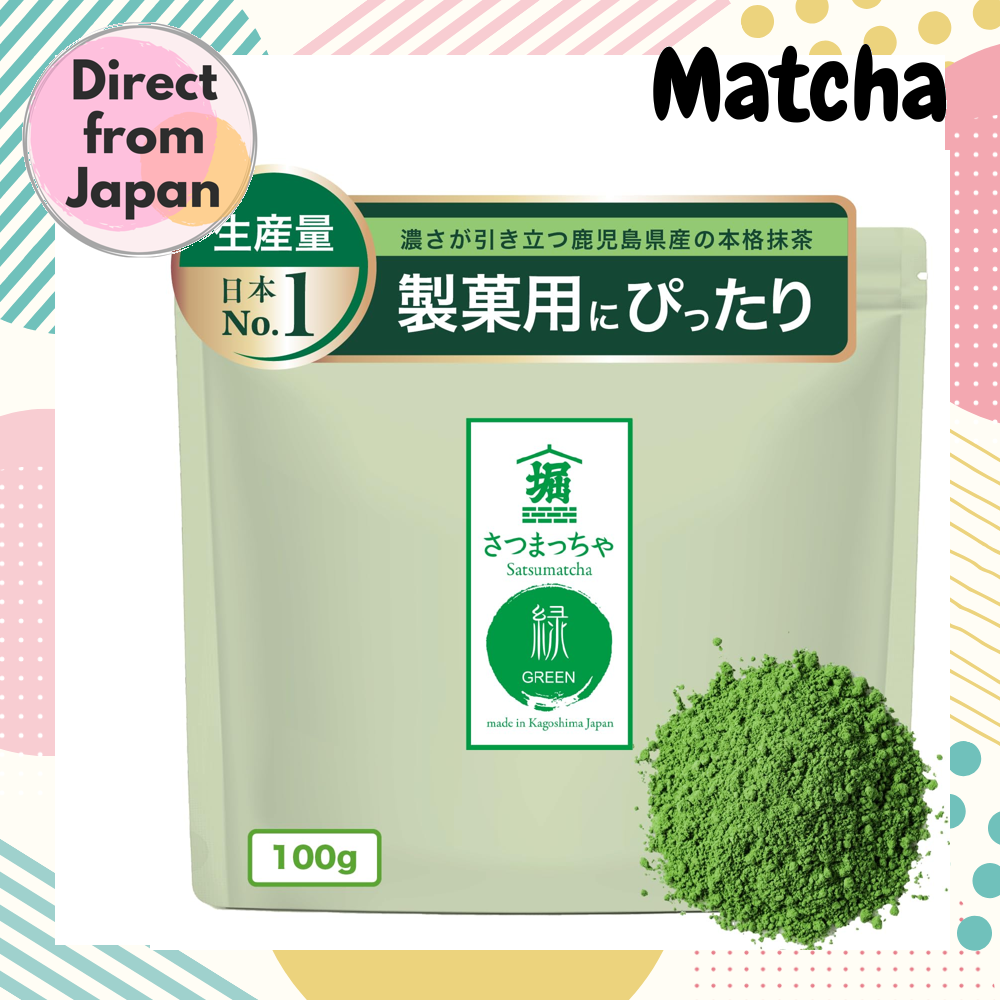 Direct
from
Japan
Matcha
生産量
日本
No.1
濃さが引き立つ鹿児島県産の本格抹茶
製菓用にぴったり
堀
さつまっちゃ
Satsumatcha
緑
GREEN
made in Kagoshima Japan
100g